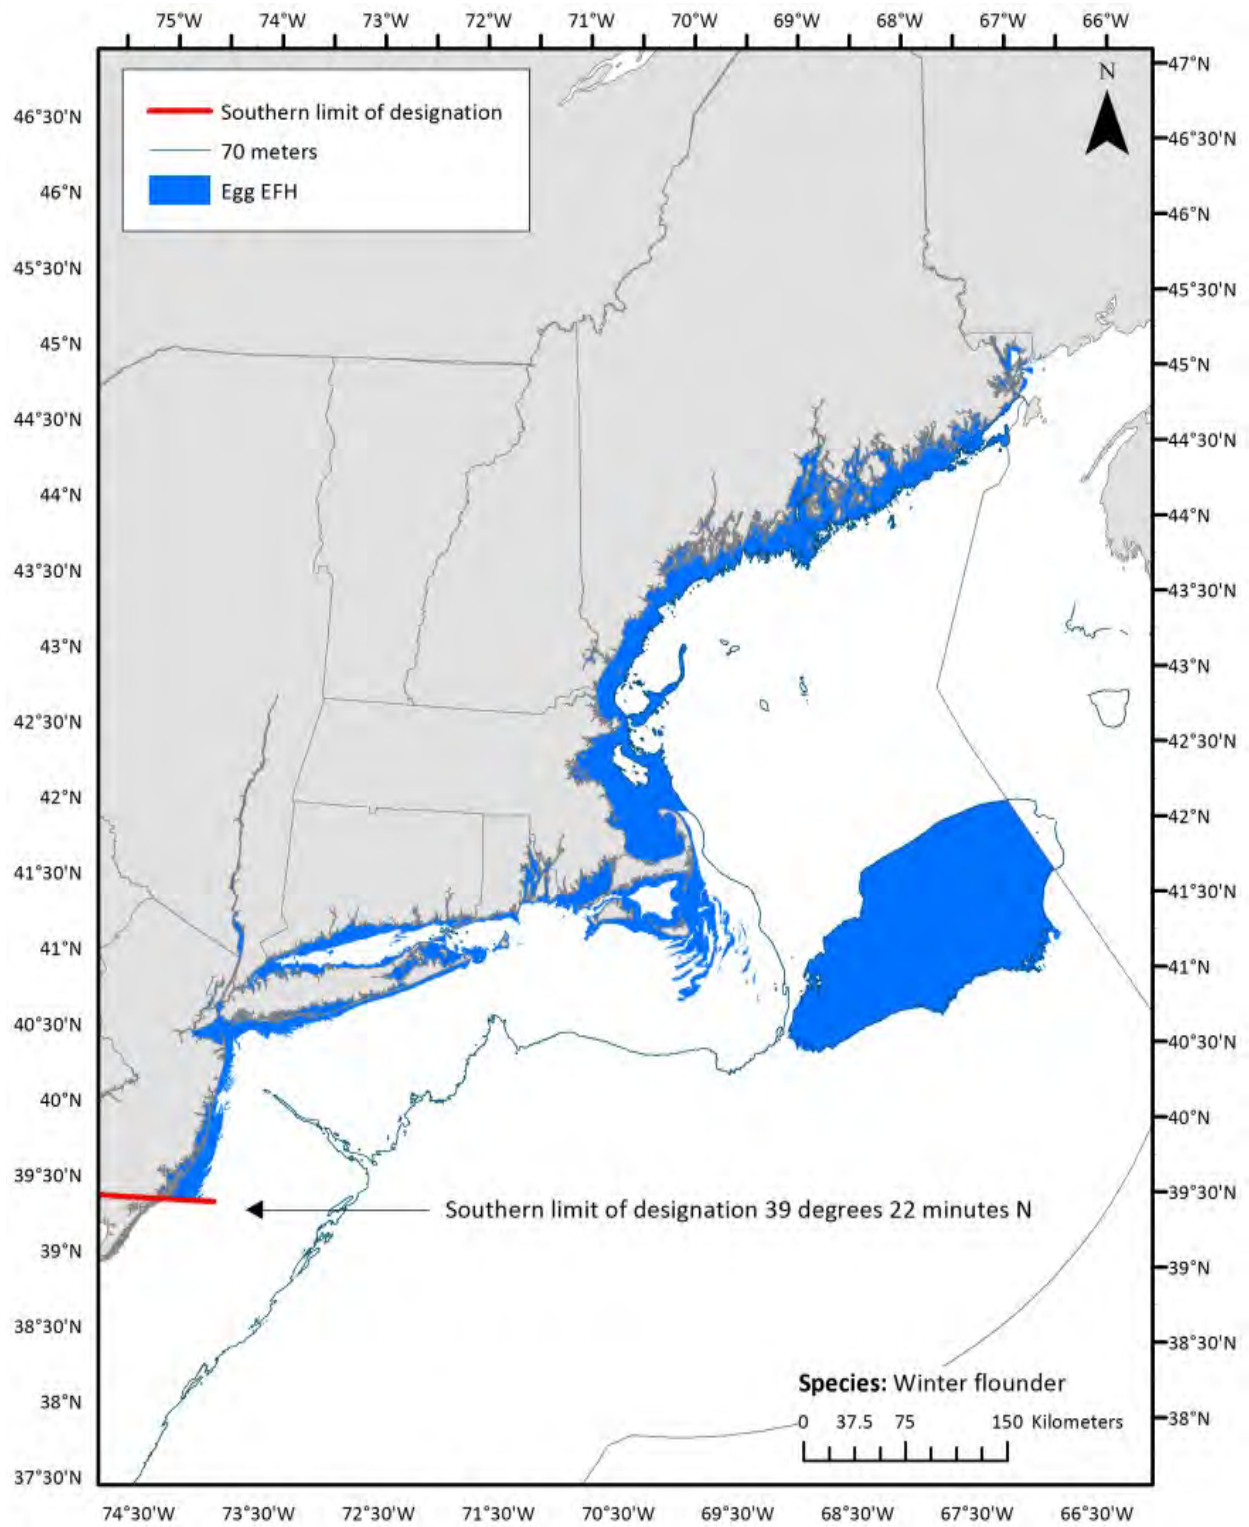 75°W 74°W 73°W 72°W 71°W 70°W 69°W 68°W 67°W 66°W
Southern limit of designation
70 meters
Egg EFH
N
46°30'N
46°N
45°30'N
45°N
44°30'N
44°N
43°30'N
43°N
42°30'N
42°N
41°30'N
41°N
40°30'N
40°N
39°30'N
39°N
38°30'N
38°N
37°30'N
47°N
46°30'N
46°N
45°30'N
45°N
44°30'N
44°N
43°30'N
43°N
42°30'N
42°N
41°30'N
41°N
40°30'N
40°N
39°30'N
39°N
38°30'N
38°N
Southern limit of designation 39 degrees 22 minutes N
Species: Winter flounder
0 37.5 75 150 Kilometers
74°30'W 73°30'W 72°30'W 71°30'W 70°30'W 69°30'W 68°30'W 67°30'W 66°30'W